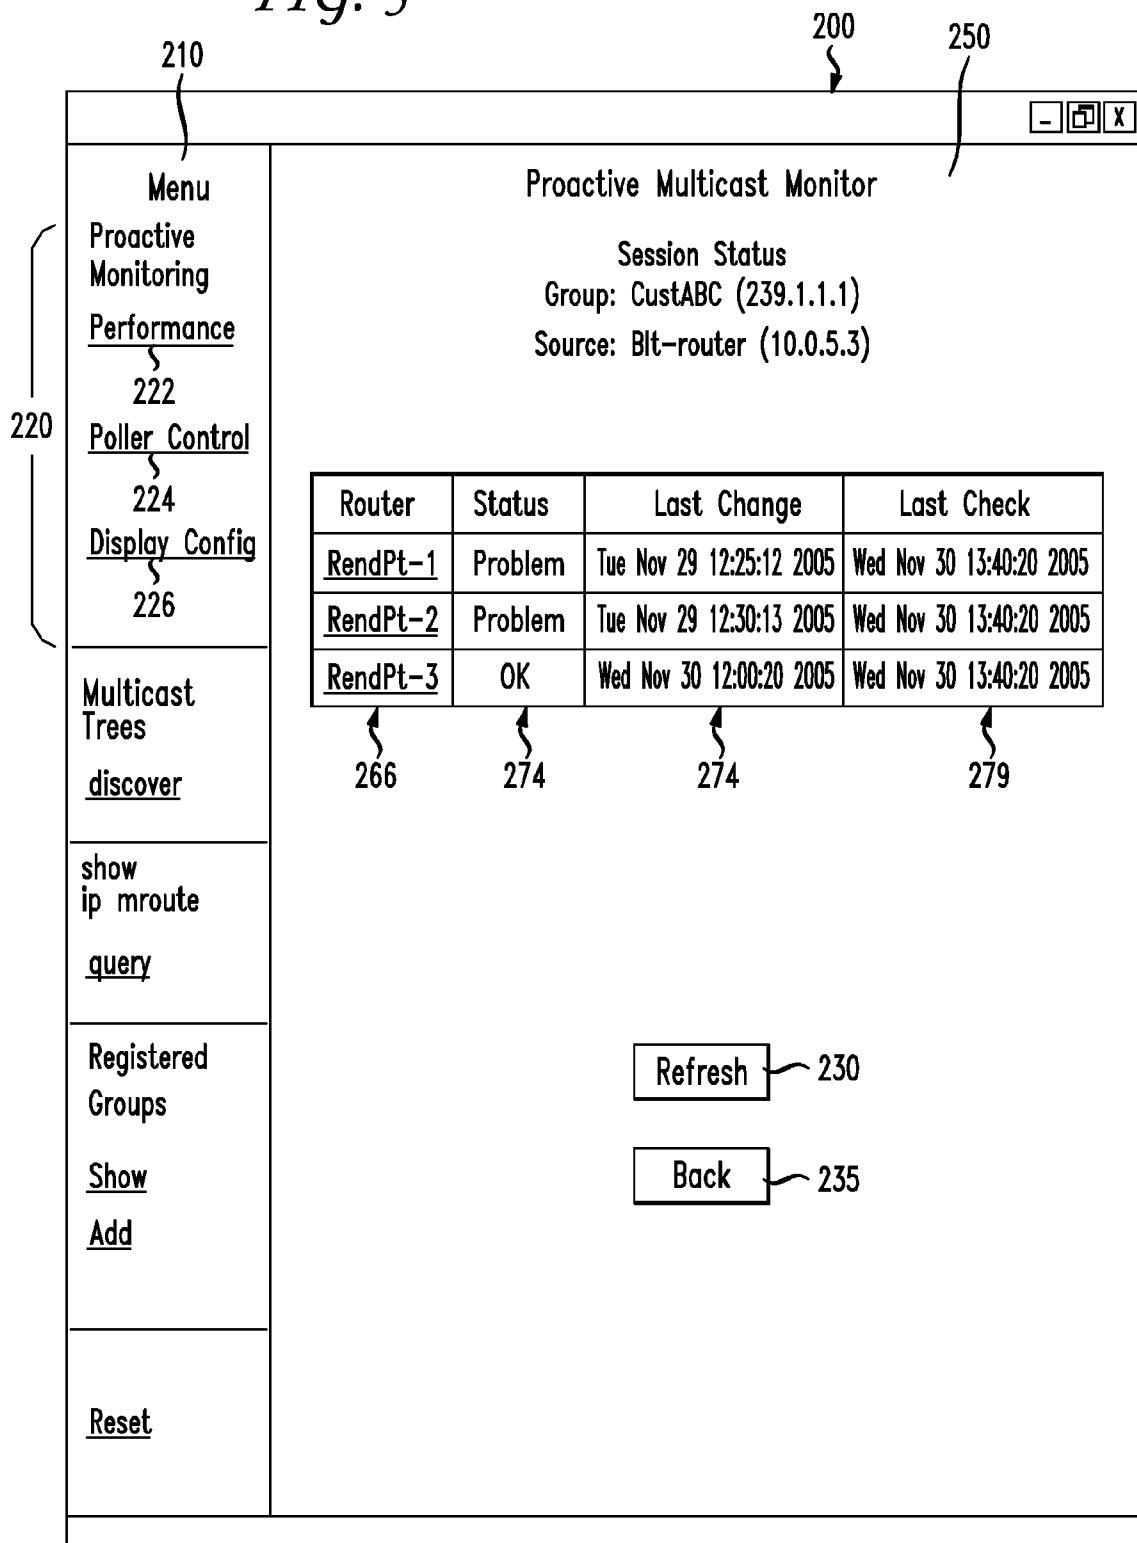 Fig. 5
200
250
210
_ X
Menu
Proactive
Monitoring
Performance
222
220
Poller Control
224
Display Config
226
Multicast
Trees
discover
show
ip mroute
query
Registered
Groups
Show
Add
Reset
Proactive Multicast Monitor
Session Status
Group: CustABC (239.1.1.1)
Source: Blt-router (10.0.5.3)
Router Status Last Change Last Check
RendPt-1 Problem Tue Nov 29 12:25:12 2005 Wed Nov 30 13:40:20 2005
RendPt-2 Problem Tue Nov 29 12:30:13 2005 Wed Nov 30 13:40:20 2005
RendPt-3 OK Wed Nov 30 12:00:20 2005 Wed Nov 30 13:40:20 2005
266 274 274 279
Refresh 230
Back 235